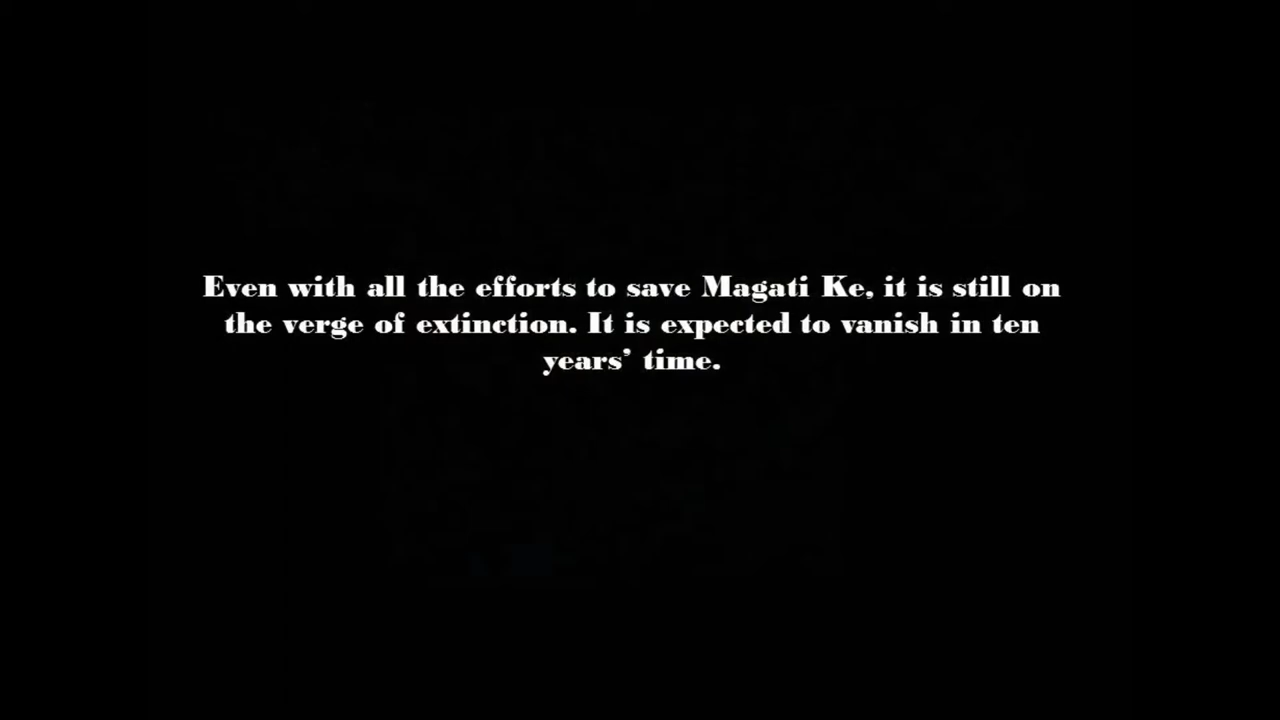 Even with all the efforts to save Magati Ke, it is still on
the verge of extinction. It is expected to vanish in ten
years’ time.